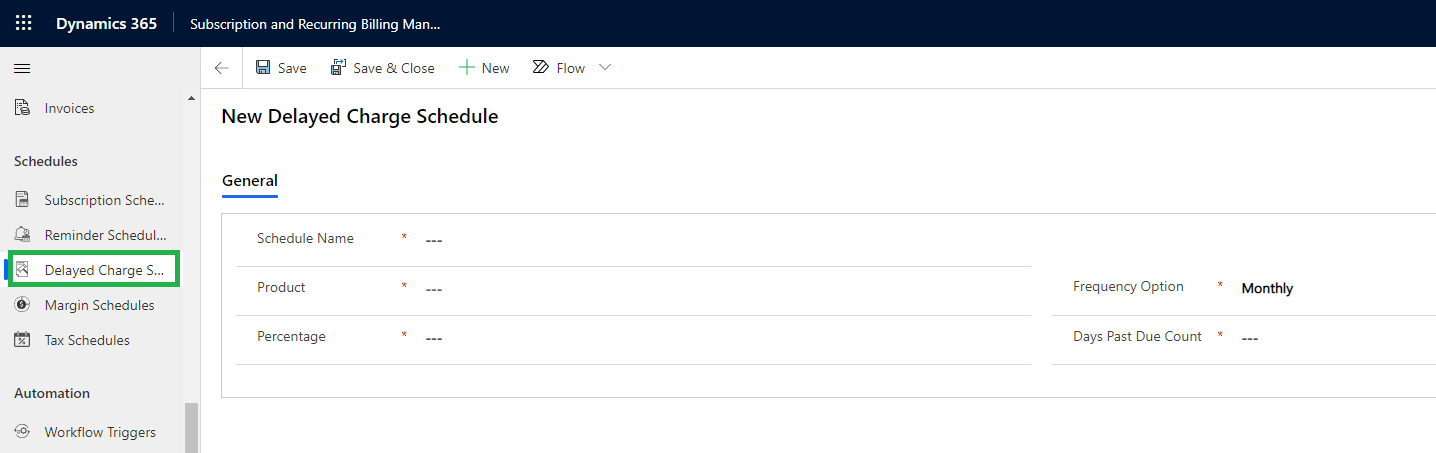 Dynamics 365 Subscription and Recurring Billing Man...
Save Save & Close New Flow
Invoices
New Delayed Charge Schedule
Schedules
General
Subscription Sche...
Reminder Schedul...
Schedule Name * ---
Delayed Charge S...
Product * --- Frequency Option * Monthly
Margin Schedules
Percentage * --- Days Past Due Count * ---
Tax Schedules
Automation
Workflow Triggers